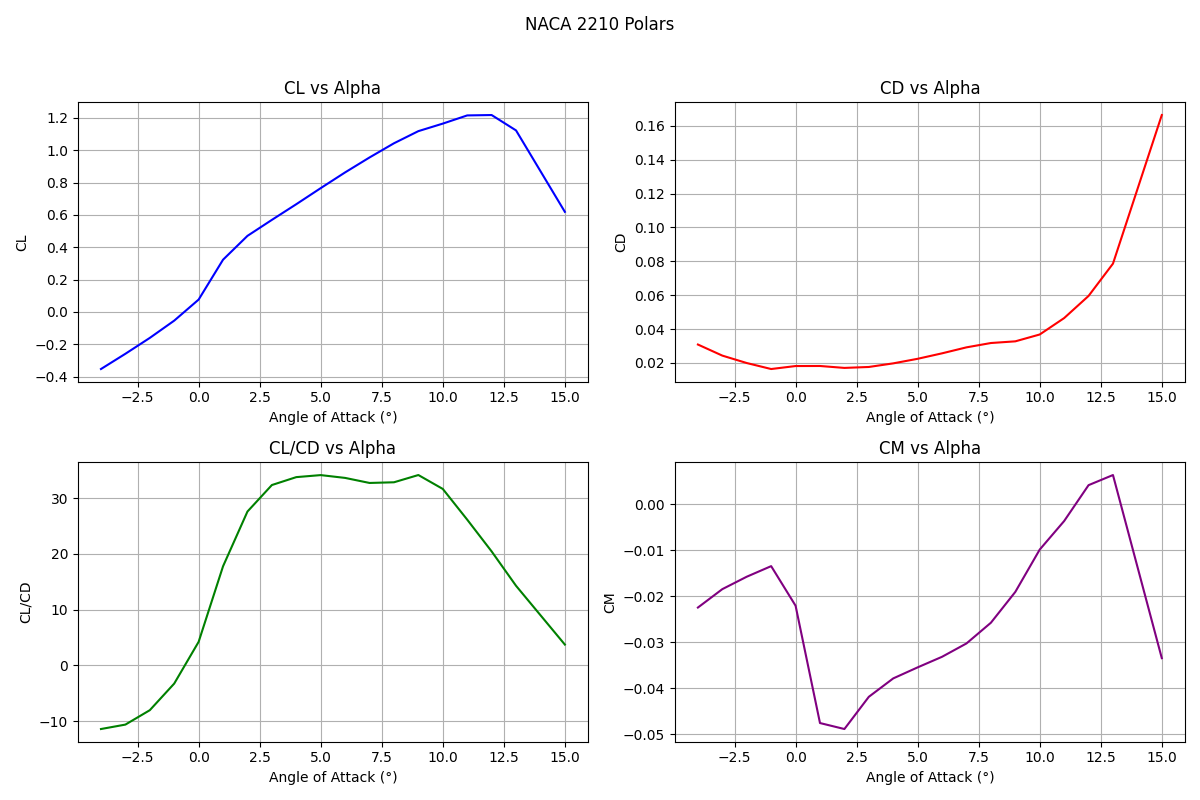 NACA 2210 Polars
CL vs Alpha
CL
1.2
1.0
0.8
0.6
0.4
0.2
0.0
−0.2
−0.4
−2.5 0.0 2.5 5.0 7.5 10.0 12.5 15.0
Angle of Attack (°)
CD vs Alpha
CD
0.16
0.14
0.12
0.10
0.08
0.06
0.04
0.02
−2.5 0.0 2.5 5.0 7.5 10.0 12.5 15.0
Angle of Attack (°)
CL/CD vs Alpha
CL/CD
30
20
10
0
−10
−2.5 0.0 2.5 5.0 7.5 10.0 12.5 15.0
Angle of Attack (°)
CM vs Alpha
CM
0.00
−0.01
−0.02
−0.03
−0.04
−0.05
−2.5 0.0 2.5 5.0 7.5 10.0 12.5 15.0
Angle of Attack (°)